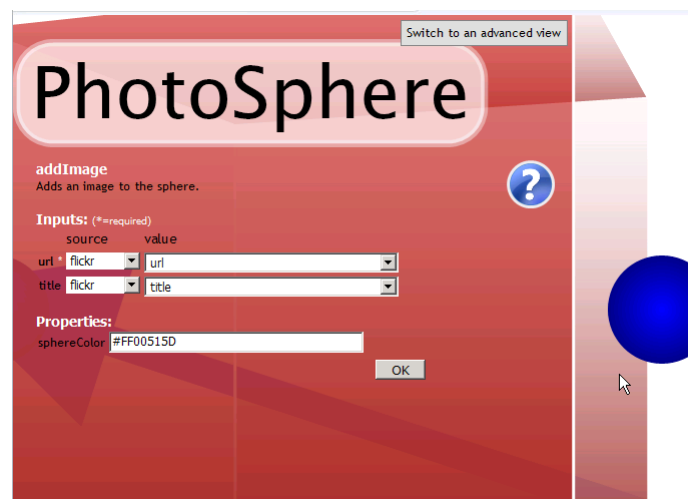 Switch to an advanced view
PhotoSphere
addImage
Adds an image to the sphere.
?
Inputs: (*=required)
source value
url * flickr url
title flickr title
Properties:
sphereColor #FF00515D
OK